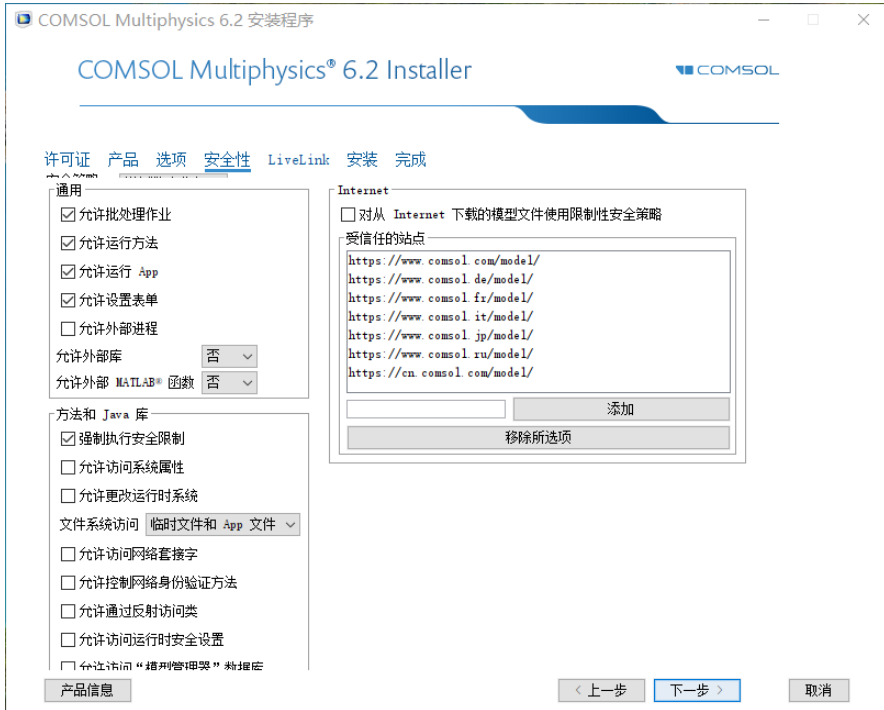 COMSOL Multiphysics 6.2 安装程序
COMSOL Multiphysics® 6.2 Installer
COMSOL
许可证 产品 选项 安全性 LiveLink 安装 完成
通用
允许批处理作业
允许运行方法
允许运行 App
允许设置表单
允许外部进程
允许外部库 否
允许外部 MATLAB® 函数 否
方法和 Java 库
强制执行安全限制
允许访问系统属性
允许更改运行时系统
文件系统访问 临时文件和 App 文件
允许访问网络套接字
允许控制网络身份验证方法
允许通过反射访问类
允许访问运行时安全设置
允许访问“模型管理器”数据库
Internet
对从 Internet 下载的模型文件使用限制性安全策略
受信任的站点
https://www.comsol.com/model/
https://www.comsol.de/model/
https://www.comsol.fr/model/
https://www.comsol.it/model/
https://www.comsol.jp/model/
https://www.comsol.ru/model/
https://cn.comsol.com/model/
添加
移除所选项
产品信息
< 上一步
下一步 >
取消